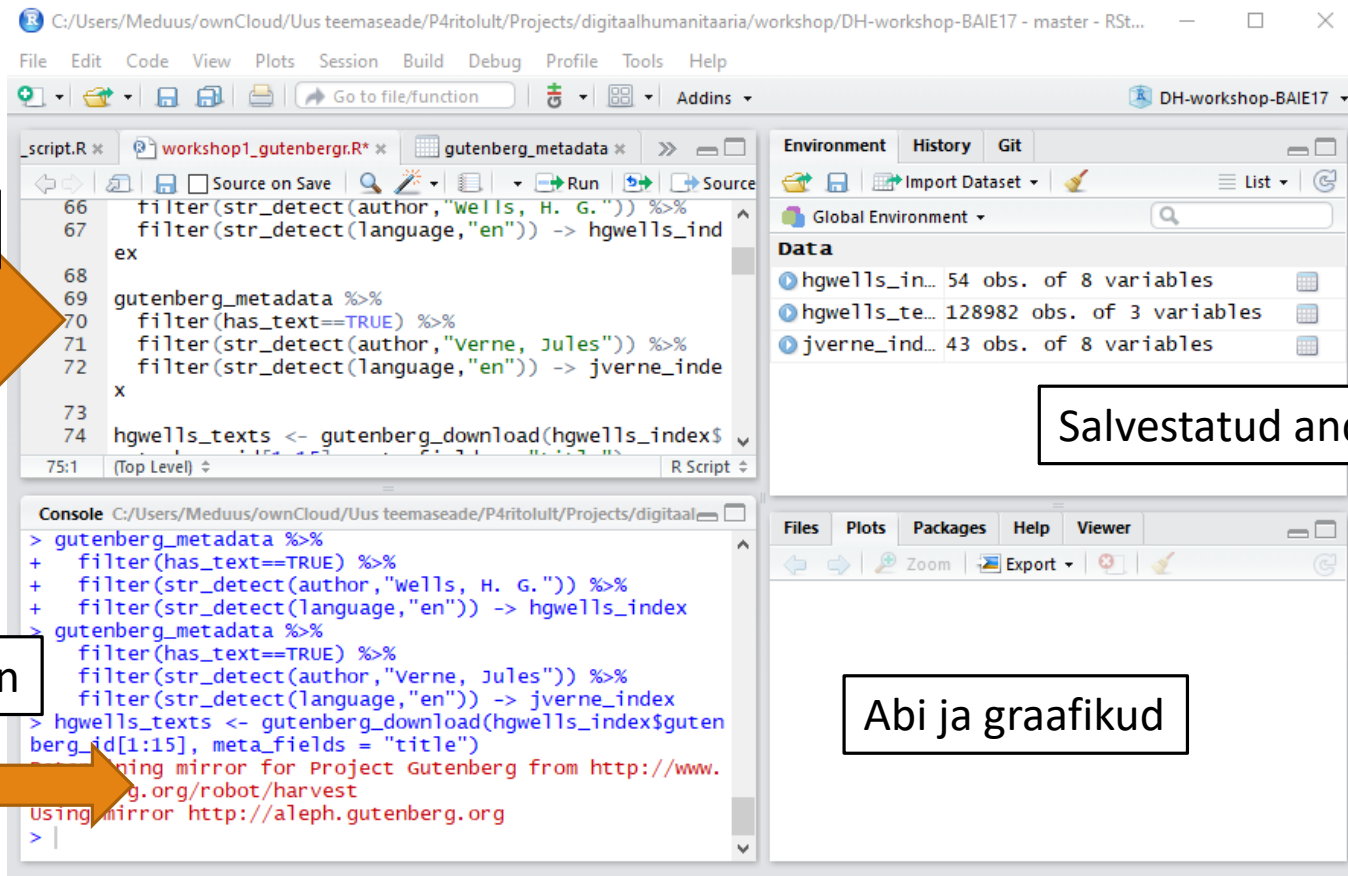 C:/Users/Meduus/ownCloud/Uus teemaseade/P4ritolult/Projects/digitaalhumanitaaria/workshop/DH-workshop-BAIE17 - master - RSt...
File Edit Code View Plots Session Build Debug Profile Tools Help
Go to file/function Addins DH-workshop-BAIE17
_script.R workshop1_gutenbergr.R* gutenberg_metadata
Source on Save Run Source
66 filter(str_detect(author,"Wells, H. G.")) %>%
67 filter(str_detect(language,"en")) -> hgwells_ind
ex
68
69 gutenberg_metadata %>%
70 filter(has_text==TRUE) %>%
71 filter(str_detect(author,"Verne, Jules")) %>%
72 filter(str_detect(language,"en")) -> jverne_inde
x
73
74 hgwells_texts <- gutenberg_download(hgwells_index$
75:1 (Top Level) R Script
Console C:/Users/Meduus/ownCloud/Uus teemaseade/P4ritolult/Projects/digitaal
> gutenberg_metadata %>%
+ filter(has_text==TRUE) %>%
+ filter(str_detect(author,"Wells, H. G.")) %>%
+ filter(str_detect(language,"en")) -> hgwells_index
> gutenberg_metadata %>%
filter(has_text==TRUE) %>%
filter(str_detect(author,"Verne, Jules")) %>%
filter(str_detect(language,"en")) -> jverne_index
> hgwells_texts <- gutenberg_download(hgwells_index$guten
berg_id[1:15], meta_fields = "title")
mirror for Project Gutenberg from http://www.
g.org/robot/harvest
Using mirror http://aleph.gutenberg.org
>
n
Environment History Git
Import Dataset List
Global Environment
Data
hgwells_in... 54 obs. of 8 variables
hgwells_te... 128982 obs. of 3 variables
jverne_ind... 43 obs. of 8 variables
Salvestatud
Files Plots Packages Help Viewer
Zoom Export
Abi ja graafikud